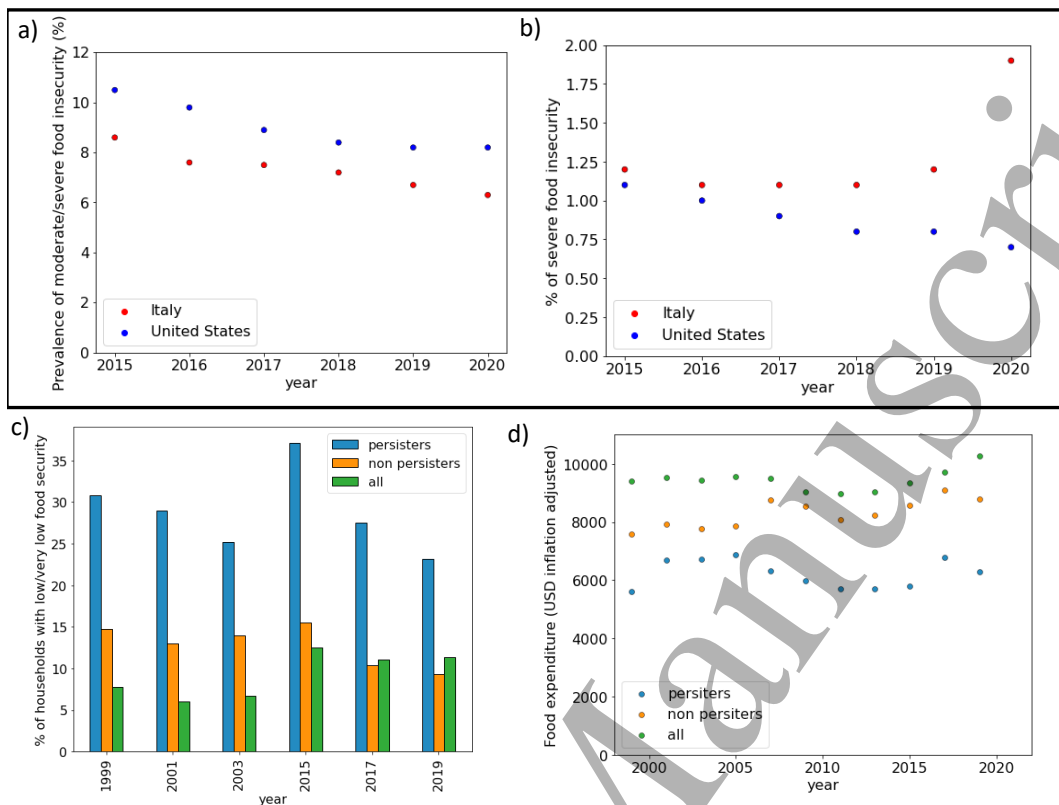 a)
Prevalence of moderate/severe food insecurity (%)
12
10
8
6
4
2
0
Italy
United States
2015 2016 2017 2018 2019 2020
year
b)
% of severe food insecurity
2.00
1.75
1.50
1.25
1.00
0.75
0.50
0.25
0.00
Italy
United States
2015 2016 2017 2018 2019 2020
year
c)
% of households with low/very low food security
35
30
25
20
15
10
5
0
persisters
non persisters
all
1999 2001 2003 2015 2017 2019
year
d)
Food expenditure (USD inflation adjusted)
10000
8000
6000
4000
2000
0
persiters
non persiters
all
2000 2005 2010 2015 2020
year
Manuscri